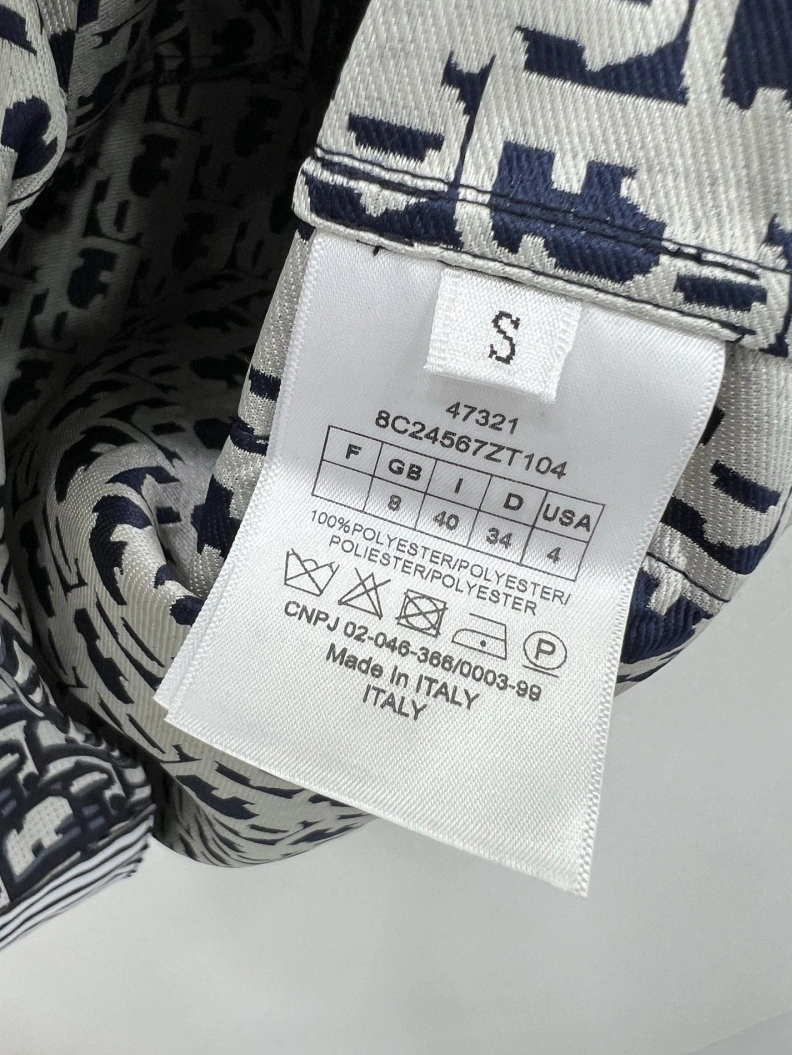 S
47321
8C24567ZT104
F GB I D USA
8 40 34 4
100%POLYESTER/POLYESTER/
POLIESTER/POLYESTER
P
CNPJ 02-046-366/0003-99
Made In ITALY
ITALY